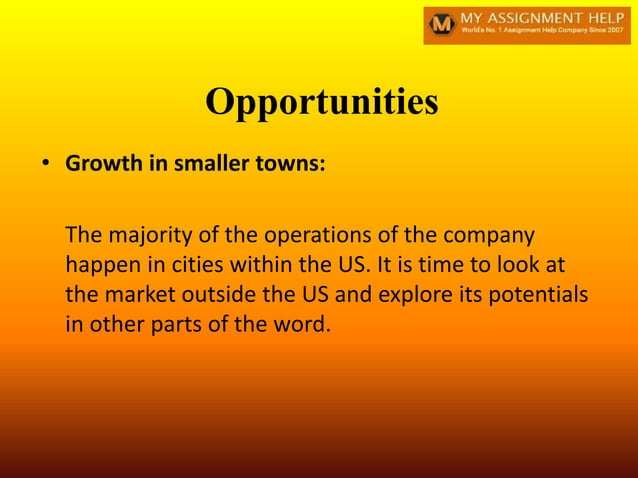 MY ASSIGNMENT HELP
World's No. 1 Assignment Help Company Since 2007
Opportunities
• Growth in smaller towns:
The majority of the operations of the company
happen in cities within the US. It is time to look at
the market outside the US and explore its potentials
in other parts of the word.